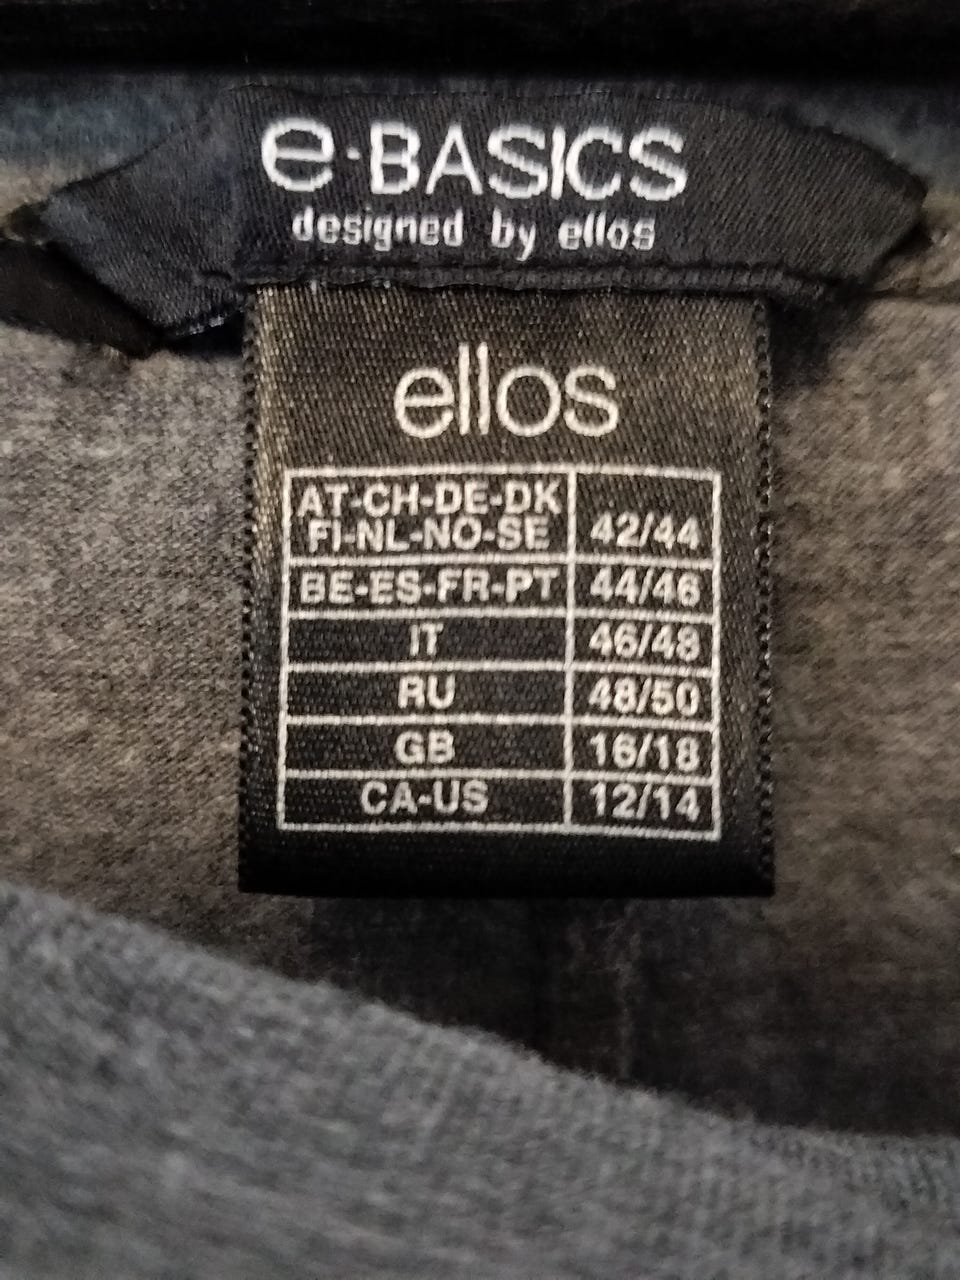 e·BASICS
designed by ellos
ellos
AT-CH-DE-DK
FI-NL-NO-SE 42/44
BE-ES-FR-PT 44/46
IT 46/48
RU 48/50
GB 16/18
CA-US 12/14